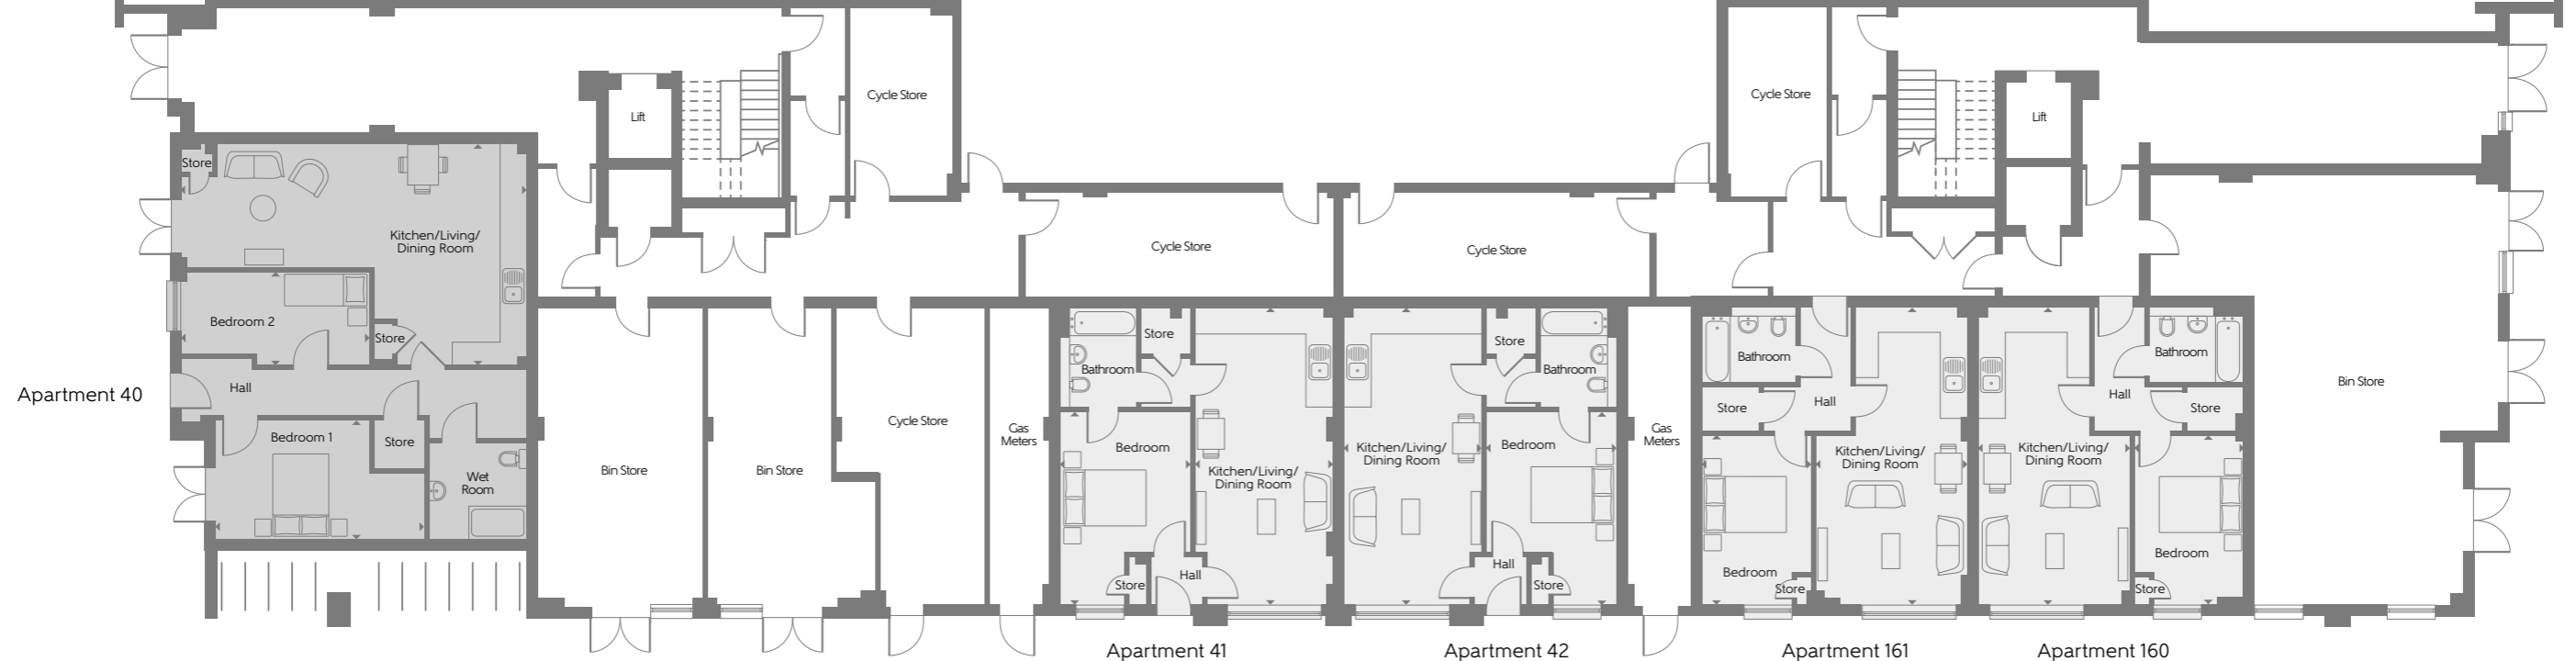 Cycle Store
Cycle Store
Lift
Lift
Store
Kitchen/Living/
Dining Room
Cycle Store
Cycle Store
Bedroom 2
Store
Store
Store
Bathroom
Bathroom
Bathroom
Bathroom
Apartment 40
Hall
Hall
Hall
Bin Store
Store
Store
Bedroom 1
Store
Cycle Store
Gas
Meters
Gas
Meters
Bedroom
Kitchen/Living/
Dining Room
Kitchen/Living/
Dining Room
Bedroom
Kitchen/Living/
Dining Room
Kitchen/Living/
Dining Room
Bin Store
Bin Store
Wet
Room
Bedroom
Bedroom
Hall
Hall
Store
Store
Store
Store
Apartment 41
Apartment 42
Apartment 161
Apartment 160